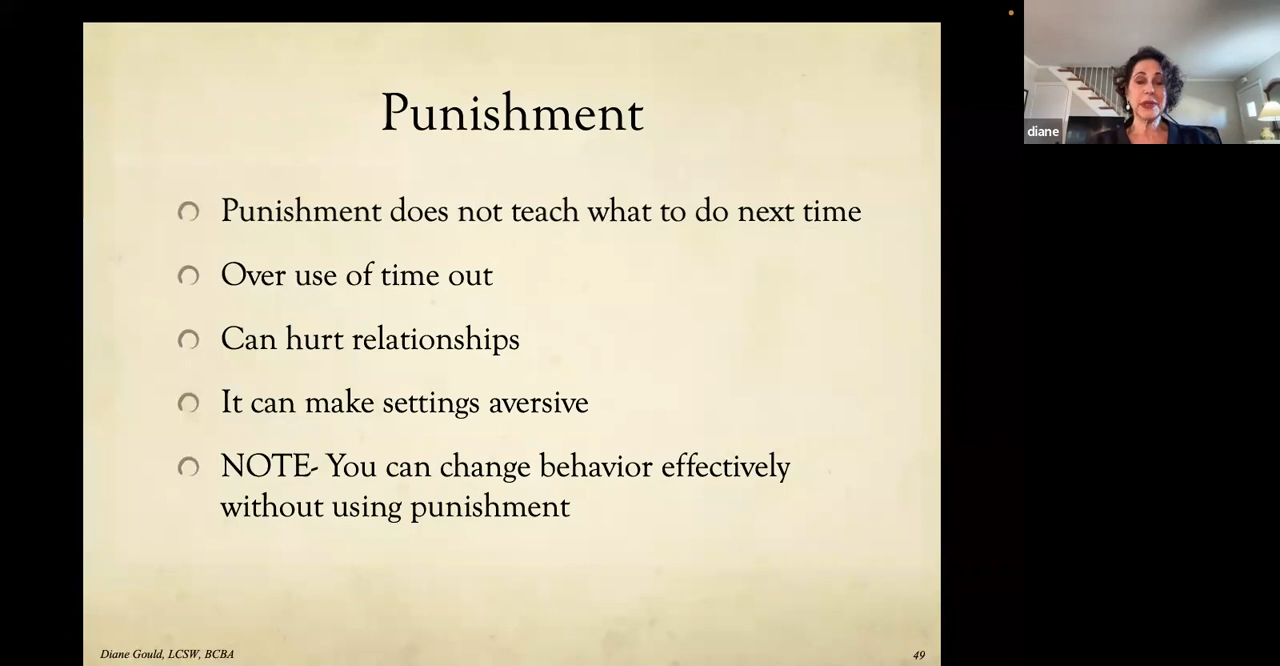 Punishment
Punishment does not teach what to do next time
Over use of time out
Can hurt relationships
It can make settings aversive
NOTE- You can change behavior effectively
without using punishment
Diane Gould, LCSW, BCBA
49
diane